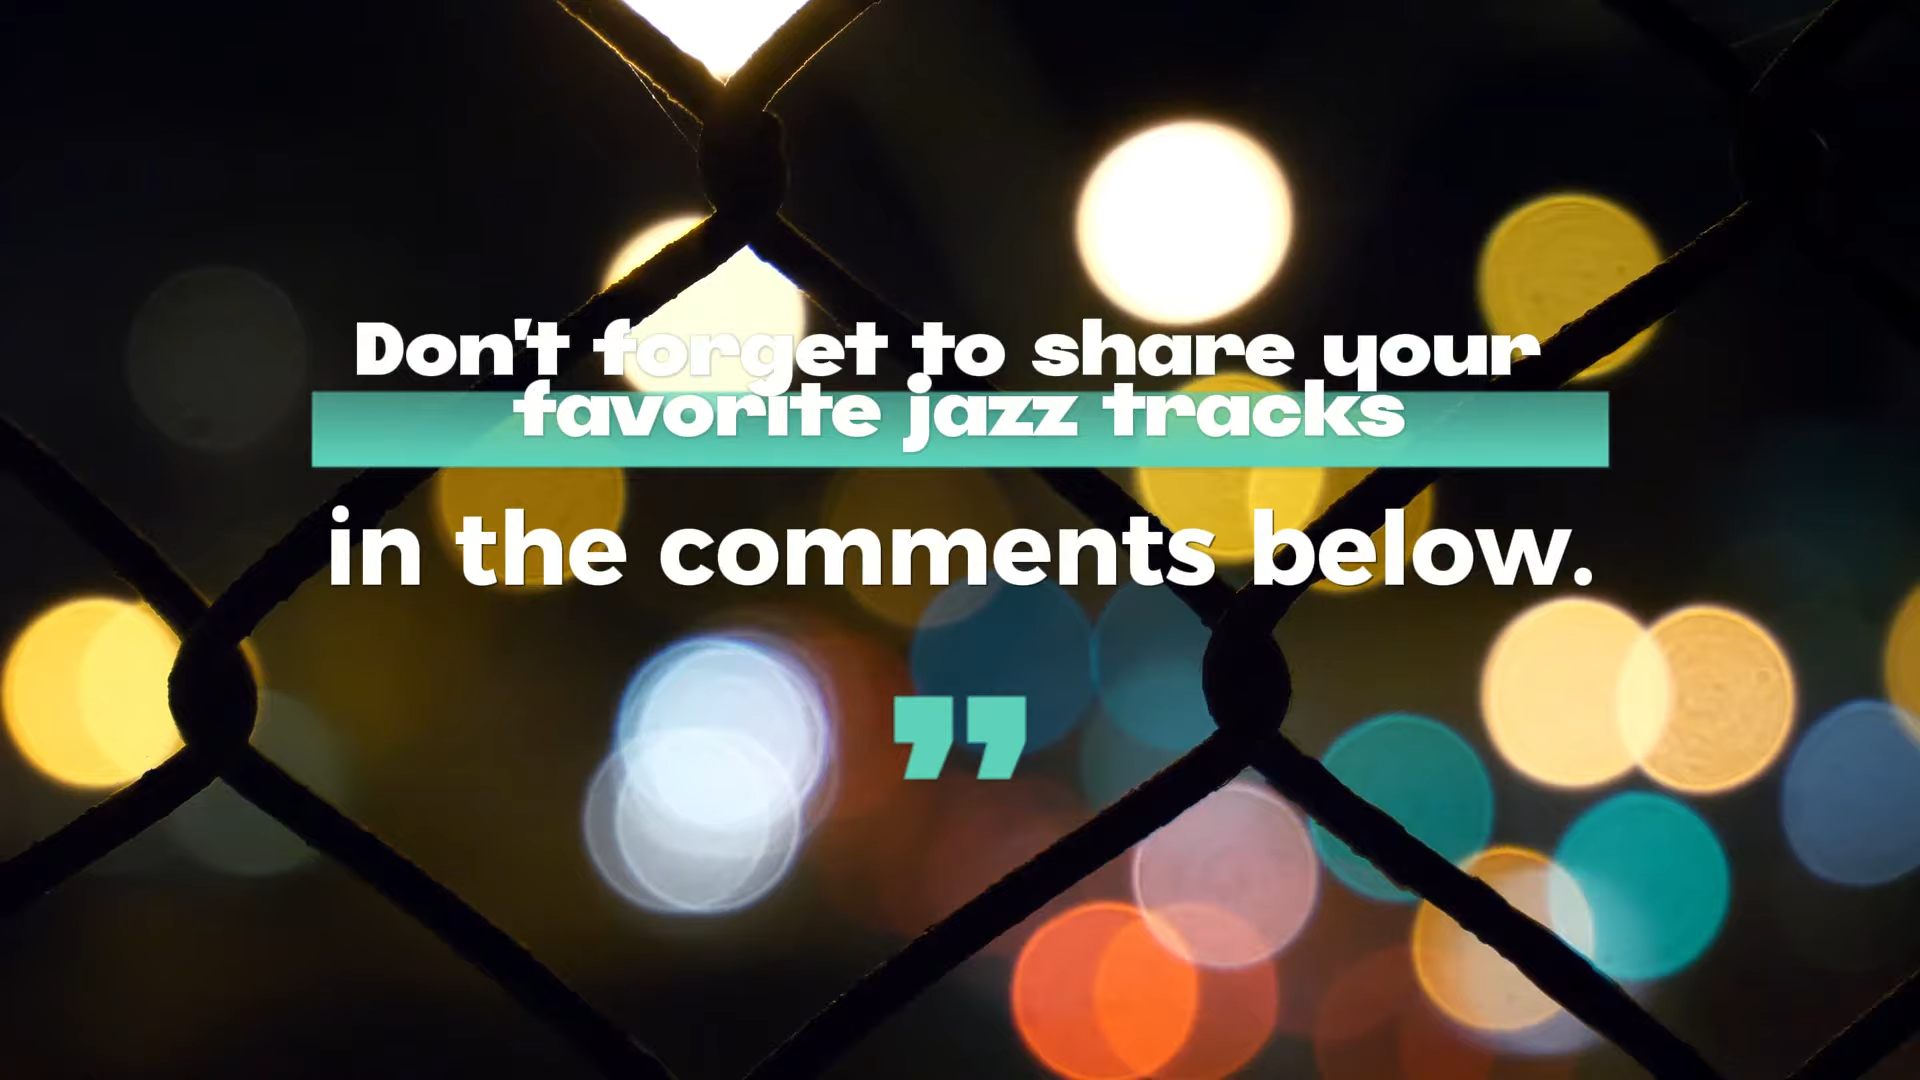 Don't forget to share your
favorite jazz tracks
in the comments below.
”